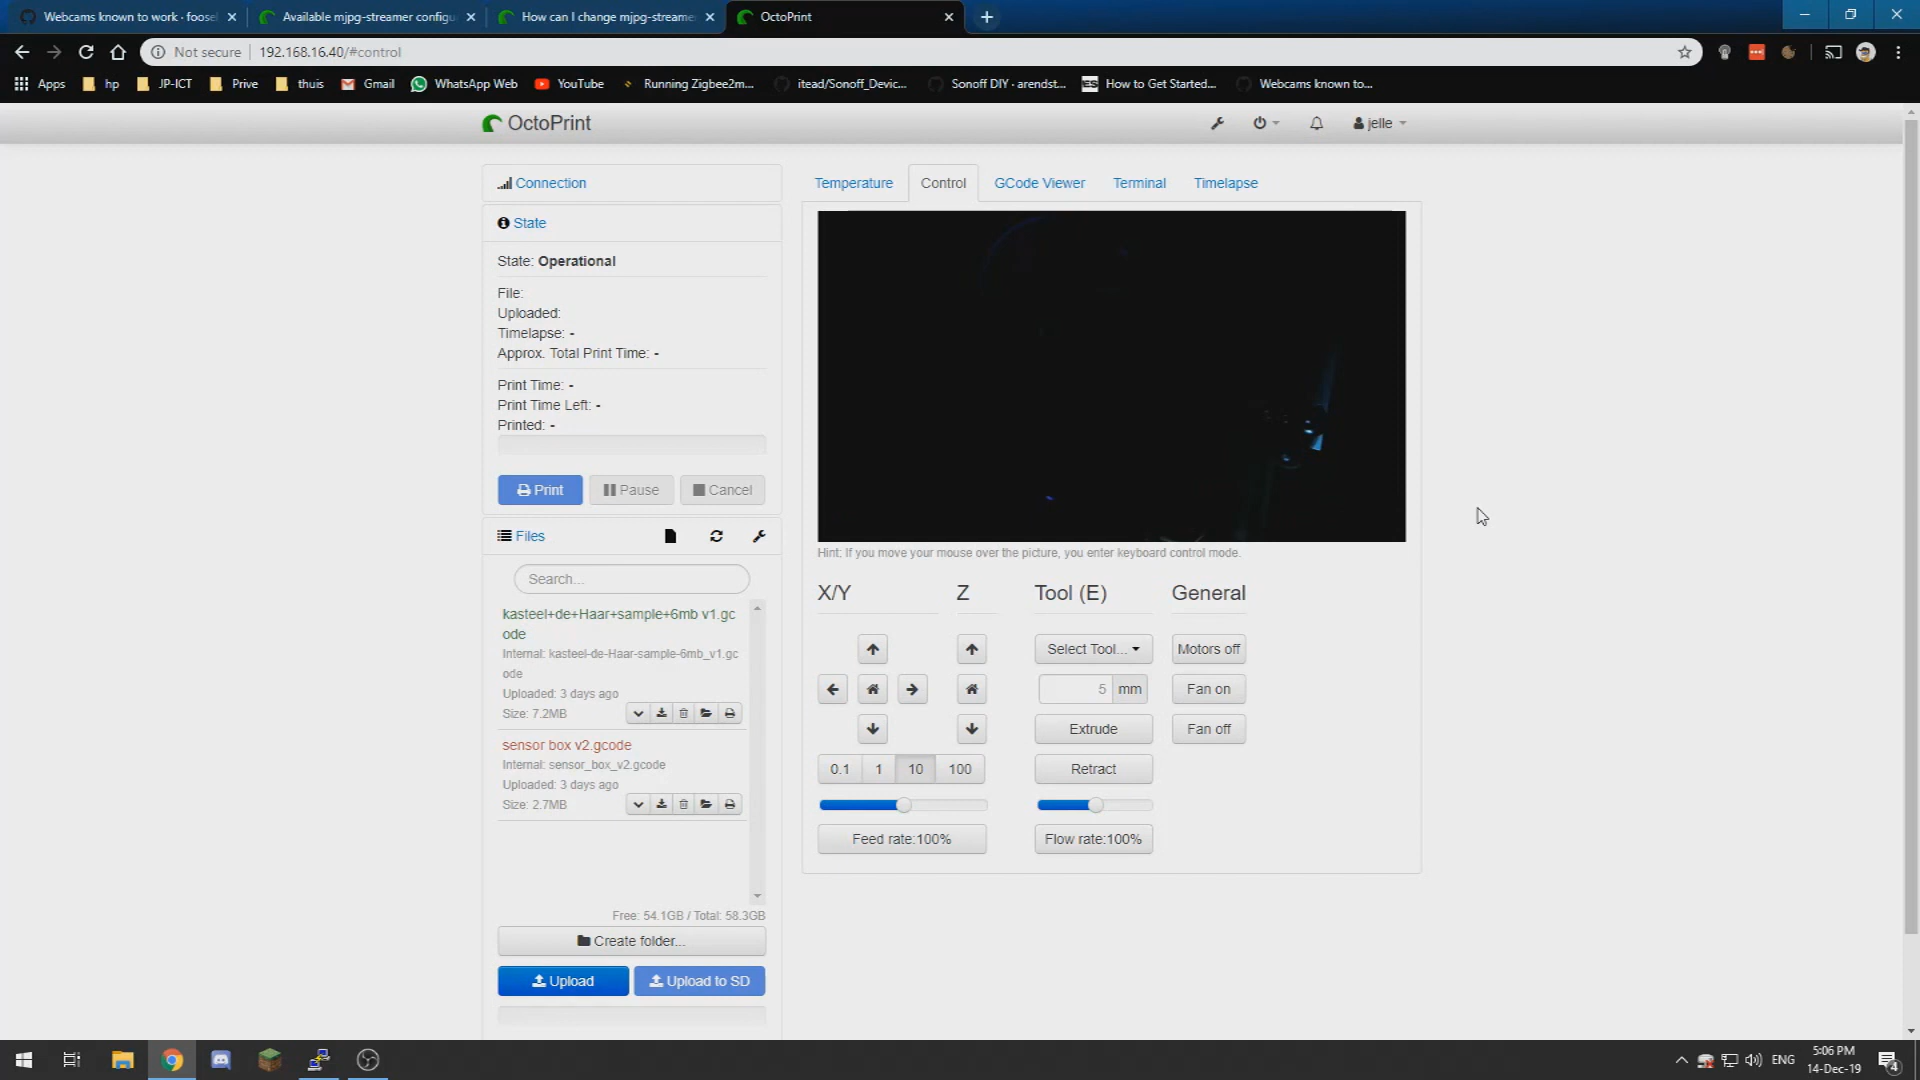 Webcams known to work · foosel
Available mjpg-streamer configu
How can I change mjpg-streame
OctoPrint
Not secure
192.168.16.40/#control
Apps
hp
JP-ICT
Prive
thuis
Gmail
WhatsApp Web
YouTube
Running Zigbee2m...
itead/Sonoff_Devic...
Sonoff DIY · arendst...
How to Get Started...
Webcams known to...
OctoPrint
jelle
Connection
State
State: Operational
File:
Uploaded:
Timelapse: -
Approx. Total Print Time: -
Print Time: -
Print Time Left: -
Printed: -
Print
Pause
Cancel
Files
Search...
kasteel+de+Haar+sample+6mb v1.gc
ode
Internal: kasteel-de-Haar-sample-6mb_v1.gc
ode
Uploaded: 3 days ago
Size: 7.2MB
sensor box v2.gcode
Internal: sensor_box_v2.gcode
Uploaded: 3 days ago
Size: 2.7MB
Free: 54.1GB / Total: 58.3GB
Create folder...
Upload
Upload to SD
Temperature
Control
GCode Viewer
Terminal
Timelapse
Hint: If you move your mouse over the picture, you enter keyboard control mode.
X/Y
Z
Tool (E)
General
Select Tool...
5 mm
Extrude
Retract
Motors off
Fan on
Fan off
0.1
1
10
100
Feed rate:100%
Flow rate:100%
ENG
5:06 PM
14-Dec-19
4